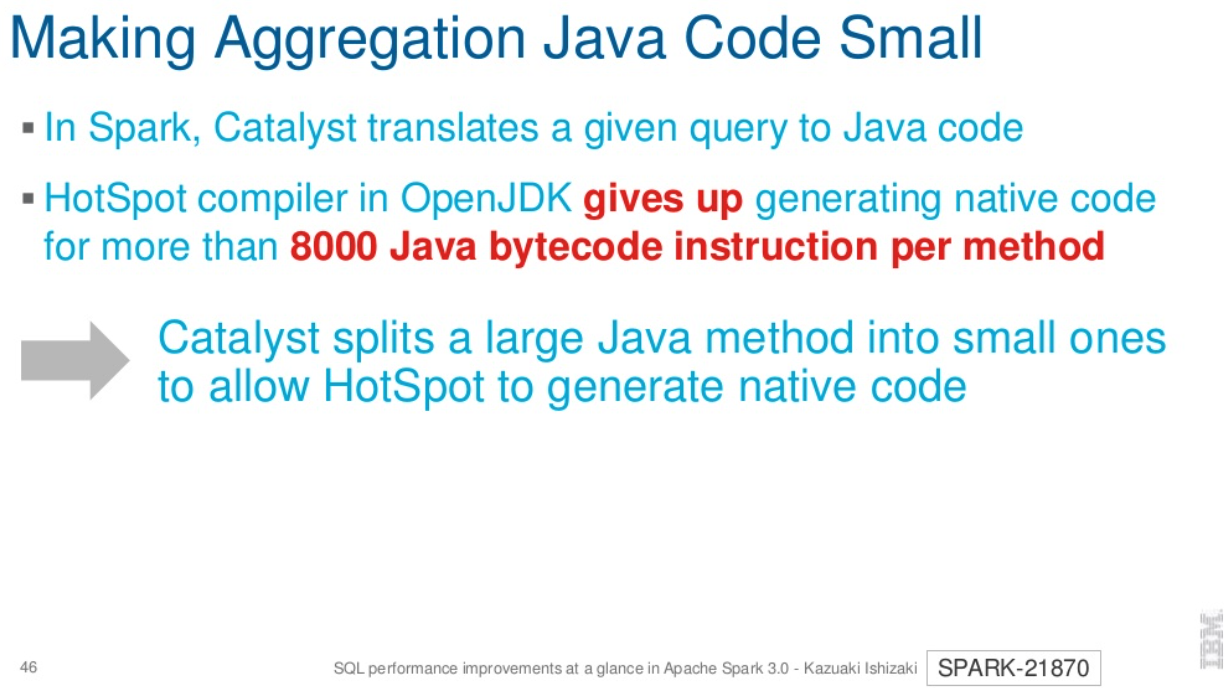 Making Aggregation Java Code Small
▪ In Spark, Catalyst translates a given query to Java code
▪ HotSpot compiler in OpenJDK gives up generating native code
for more than 8000 Java bytecode instruction per method
Catalyst splits a large Java method into small ones
to allow HotSpot to generate native code
46
SQL performance improvements at a glance in Apache Spark 3.0 - Kazuaki Ishizaki
SPARK-21870
IBM